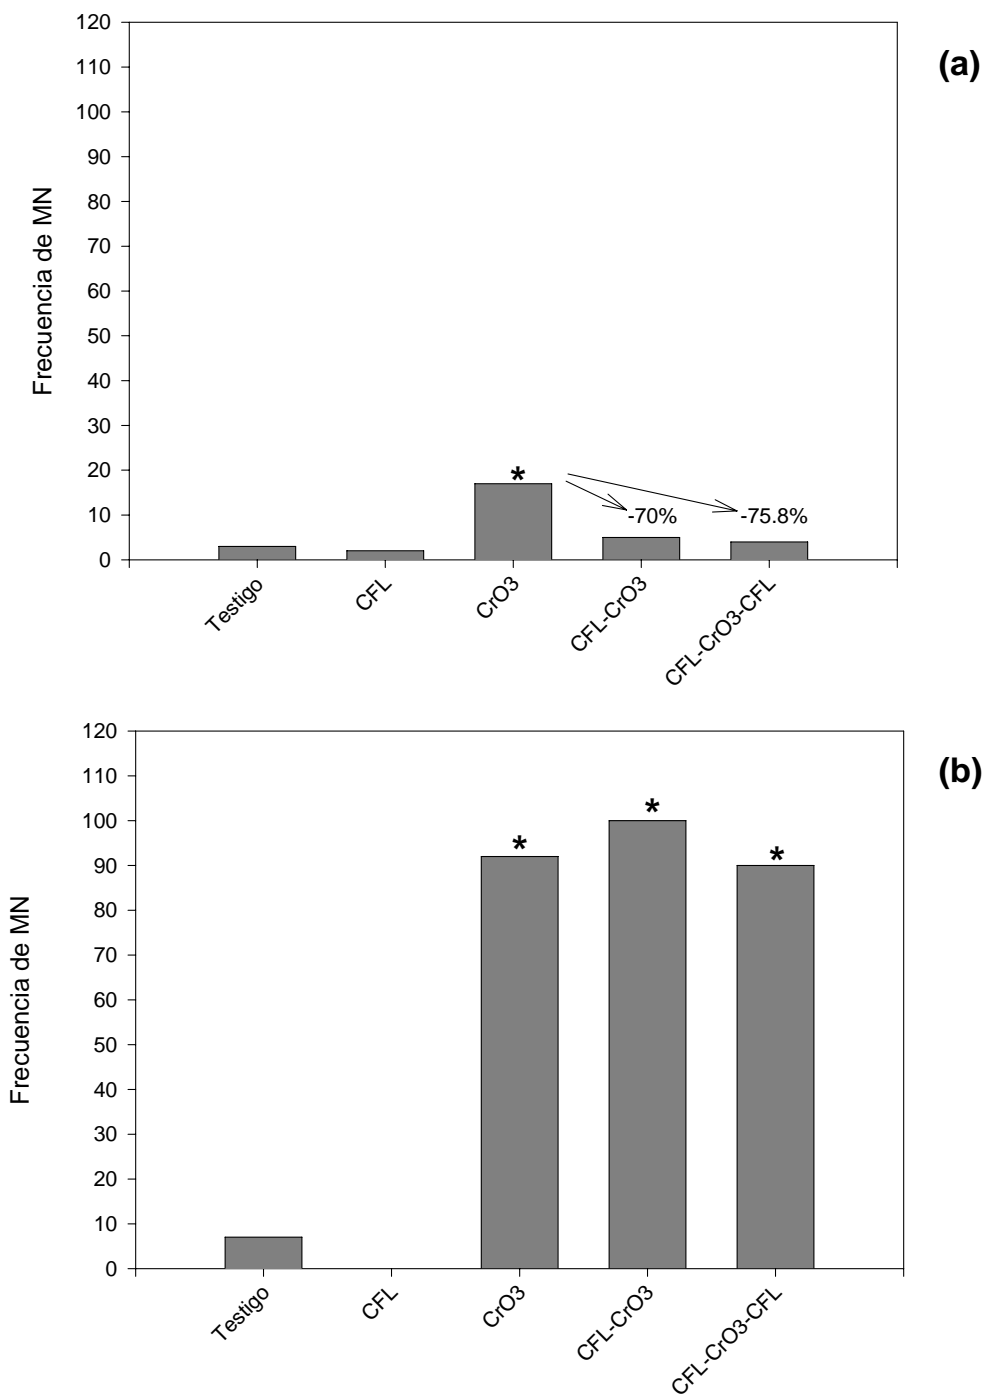 (a)
Frecuencia de MN
120
110
100
90
80
70
60
50
40
30
20
10
0
*
-70%
-75.8%
Testigo
CFL
CrO3
CFL-CrO3
CFL-CrO3-CFL
(b)
Frecuencia de MN
120
110
100
90
80
70
60
50
40
30
20
10
0
*
*
*
Testigo
CFL
CrO3
CFL-CrO3
CFL-CrO3-CFL